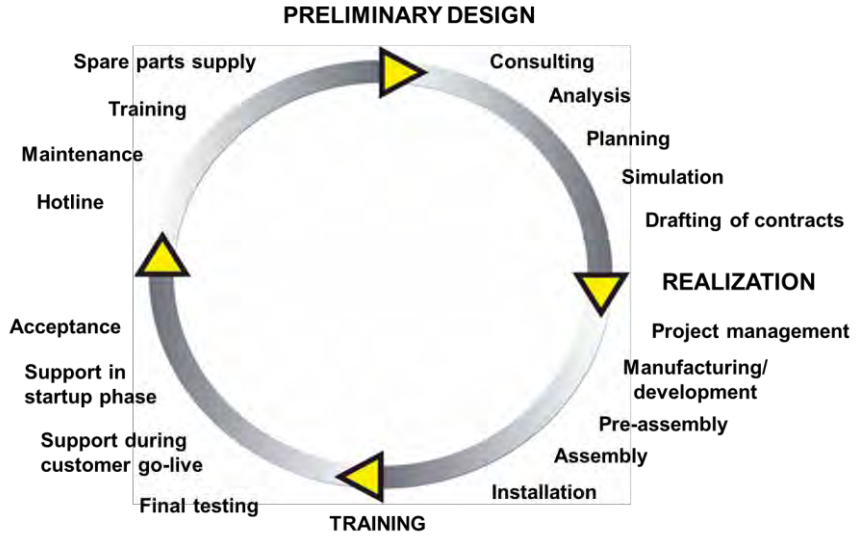 PRELIMINARY DESIGN
Consulting
Analysis
Planning
Simulation
Drafting of contracts
REALIZATION
Project management
Manufacturing/
development
Pre-assembly
Assembly
Installation
TRAINING
Final testing
Support during
customer go-live
Support in
startup phase
Acceptance
Hotline
Maintenance
Training
Spare parts supply